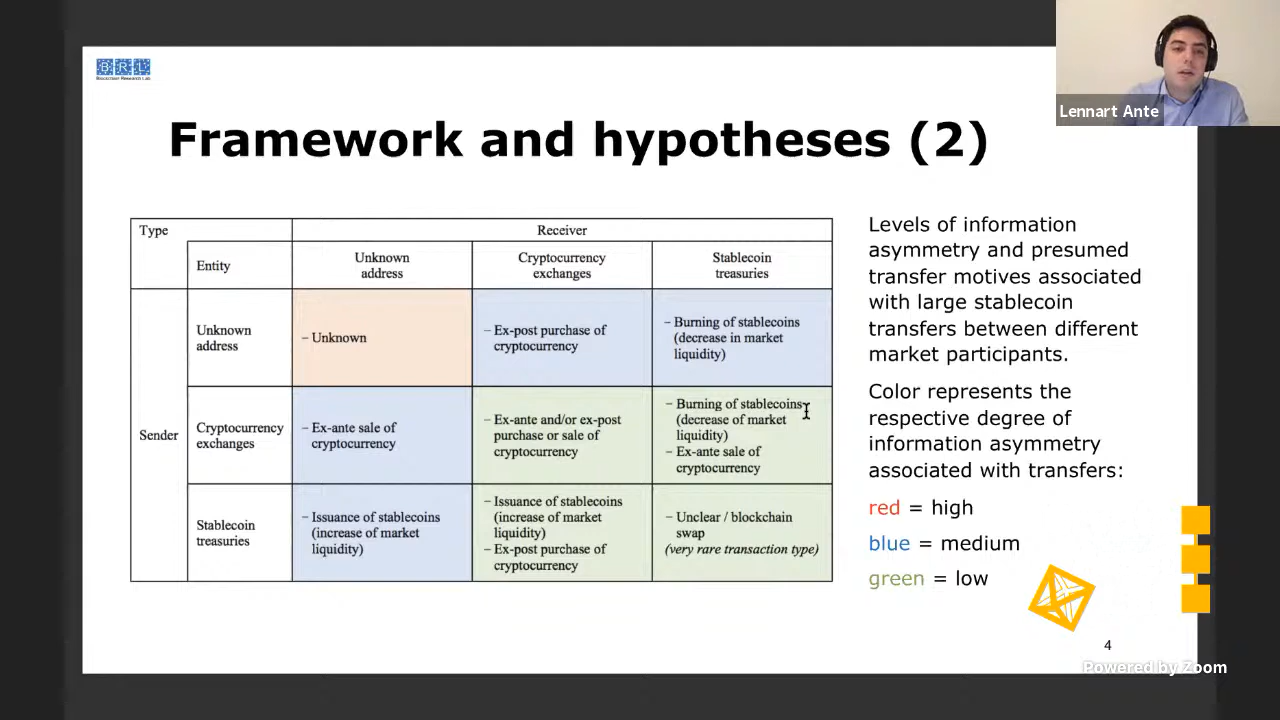 BRL
Blockchain Research Lab
Lennart Ante
Framework and hypotheses (2)
Type
Receiver
Entity
Unknown
address
Cryptocurrency
exchanges
Stablecoin
treasuries
Sender
Unknown
address
– Unknown
– Ex-post purchase of
cryptocurrency
– Burning of stablecoins
(decrease in market
liquidity)
Cryptocurrency
exchanges
– Ex-ante sale of
cryptocurrency
– Ex-ante and/or ex-post
purchase or sale of
cryptocurrency
– Burning of stablecoins
(decrease of market
liquidity)
– Ex-ante sale of
cryptocurrency
Stablecoin
treasuries
– Issuance of stablecoins
(increase of market
liquidity)
– Issuance of stablecoins
(increase of market
liquidity)
– Ex-post purchase of
cryptocurrency
– Unclear / blockchain
swap
(very rare transaction type)
Levels of information
asymmetry and presumed
transfer motives associated
with large stablecoin
transfers between different
market participants.
Color represents the
respective degree of
information asymmetry
associated with transfers:
red = high
blue = medium
green = low
4
Powered by Zoom